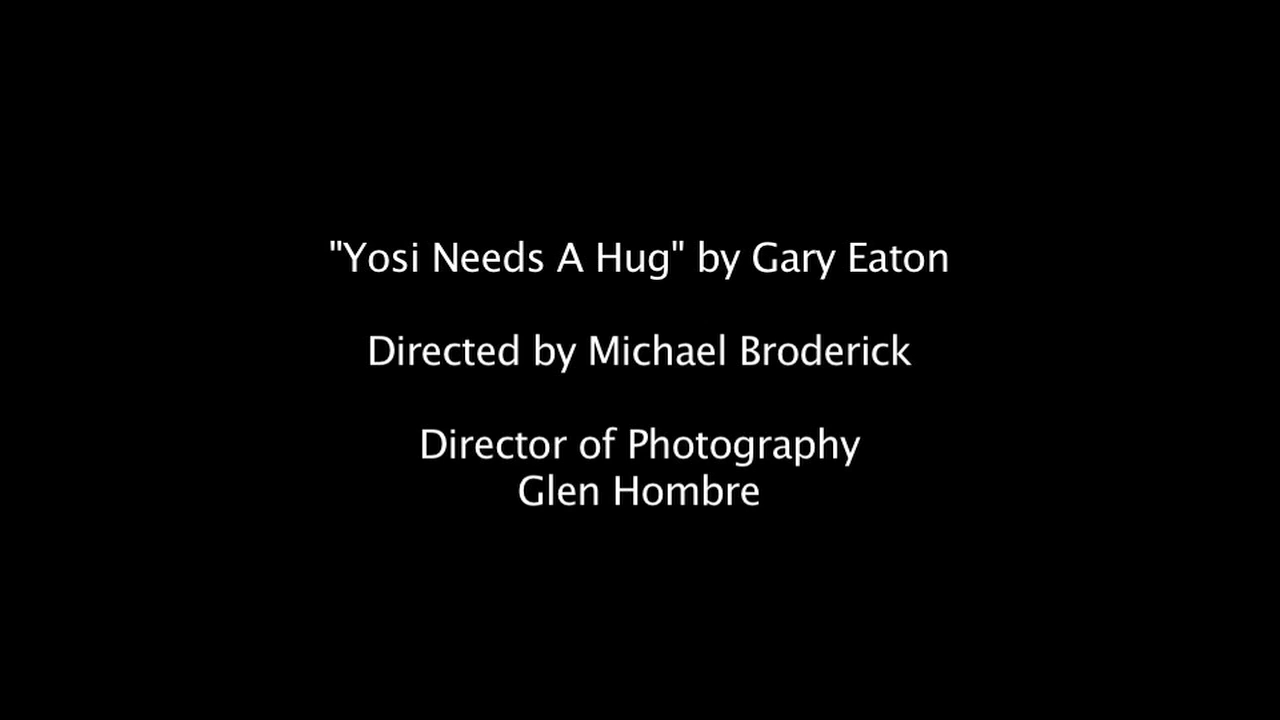 "Yosi Needs A Hug" by Gary Eaton
Directed by Michael Broderick
Director of Photography
Glen Hombre